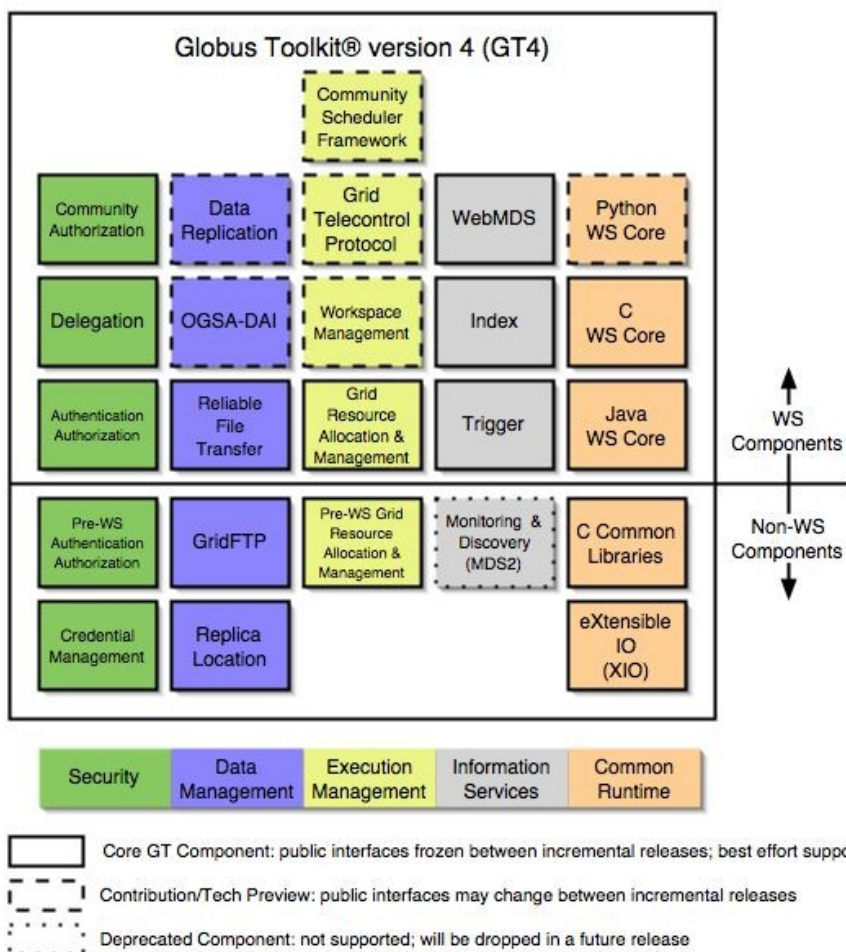 Globus Toolkit® version 4 (GT4)
Community
Scheduler
Framework
Community
Authorization
Data
Replication
Grid
Telecontrol
Protocol
WebMDS
Python
WS Core
Delegation
OGSA-DAI
Workspace
Management
Index
C
WS Core
Authentication
Authorization
Reliable
File
Transfer
Grid
Resource
Allocation &
Management
Trigger
Java
WS Core
WS
Components
Pre-WS
Authentication
Authorization
GridFTP
Pre-WS Grid
Resource
Allocation &
Management
Monitoring &
Discovery
(MDS2)
C Common
Libraries
Non-WS
Components
Credential
Management
Replica
Location
eXtensible
IO
(XIO)
Security
Data
Management
Execution
Management
Information
Services
Common
Runtime
Core GT Component: public interfaces frozen between incremental releases; best effort
Contribution/Tech Preview: public interfaces may change between incremental releases
Deprecated Component: not supported; will be dropped in a future release